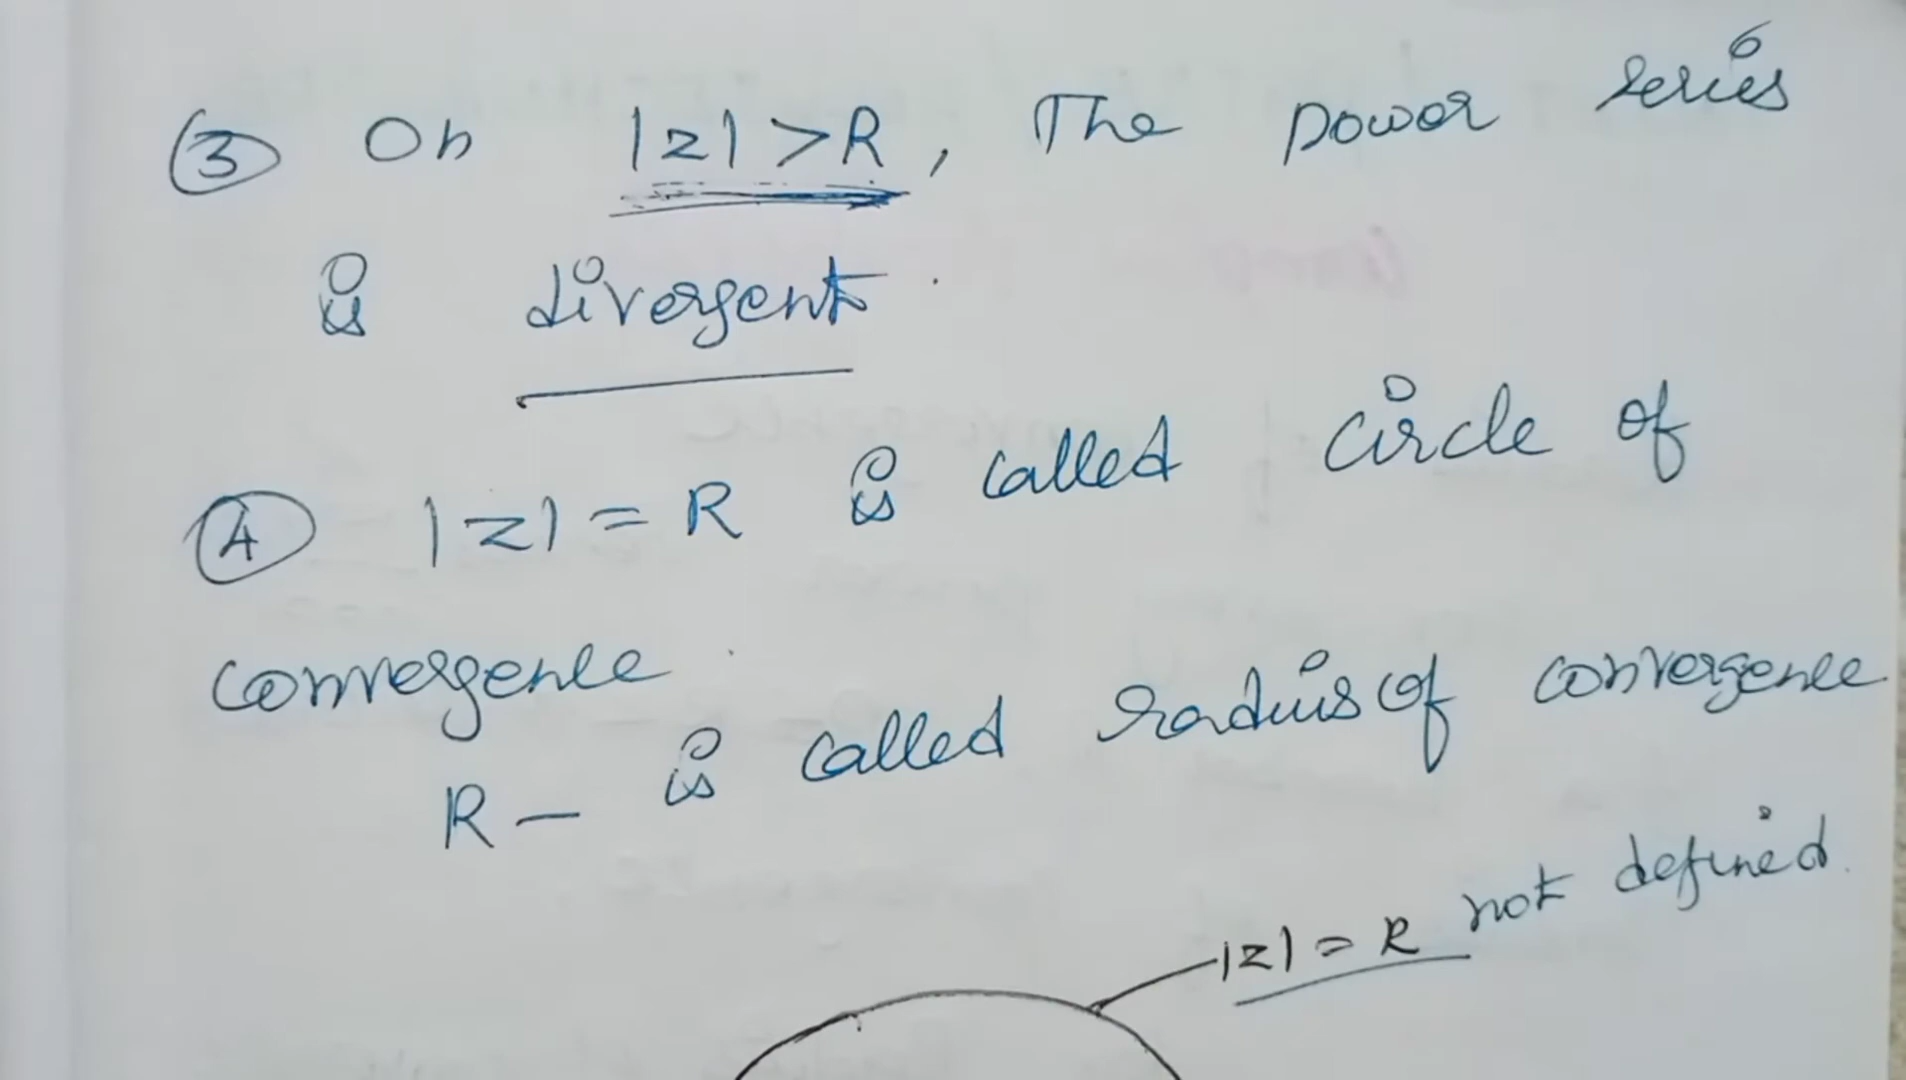 ③ On |z| > R, The power series
is divergent.
④ |z| = R is called circle of
convergence.
R - is called radius of convergence
|z| = R not defined.